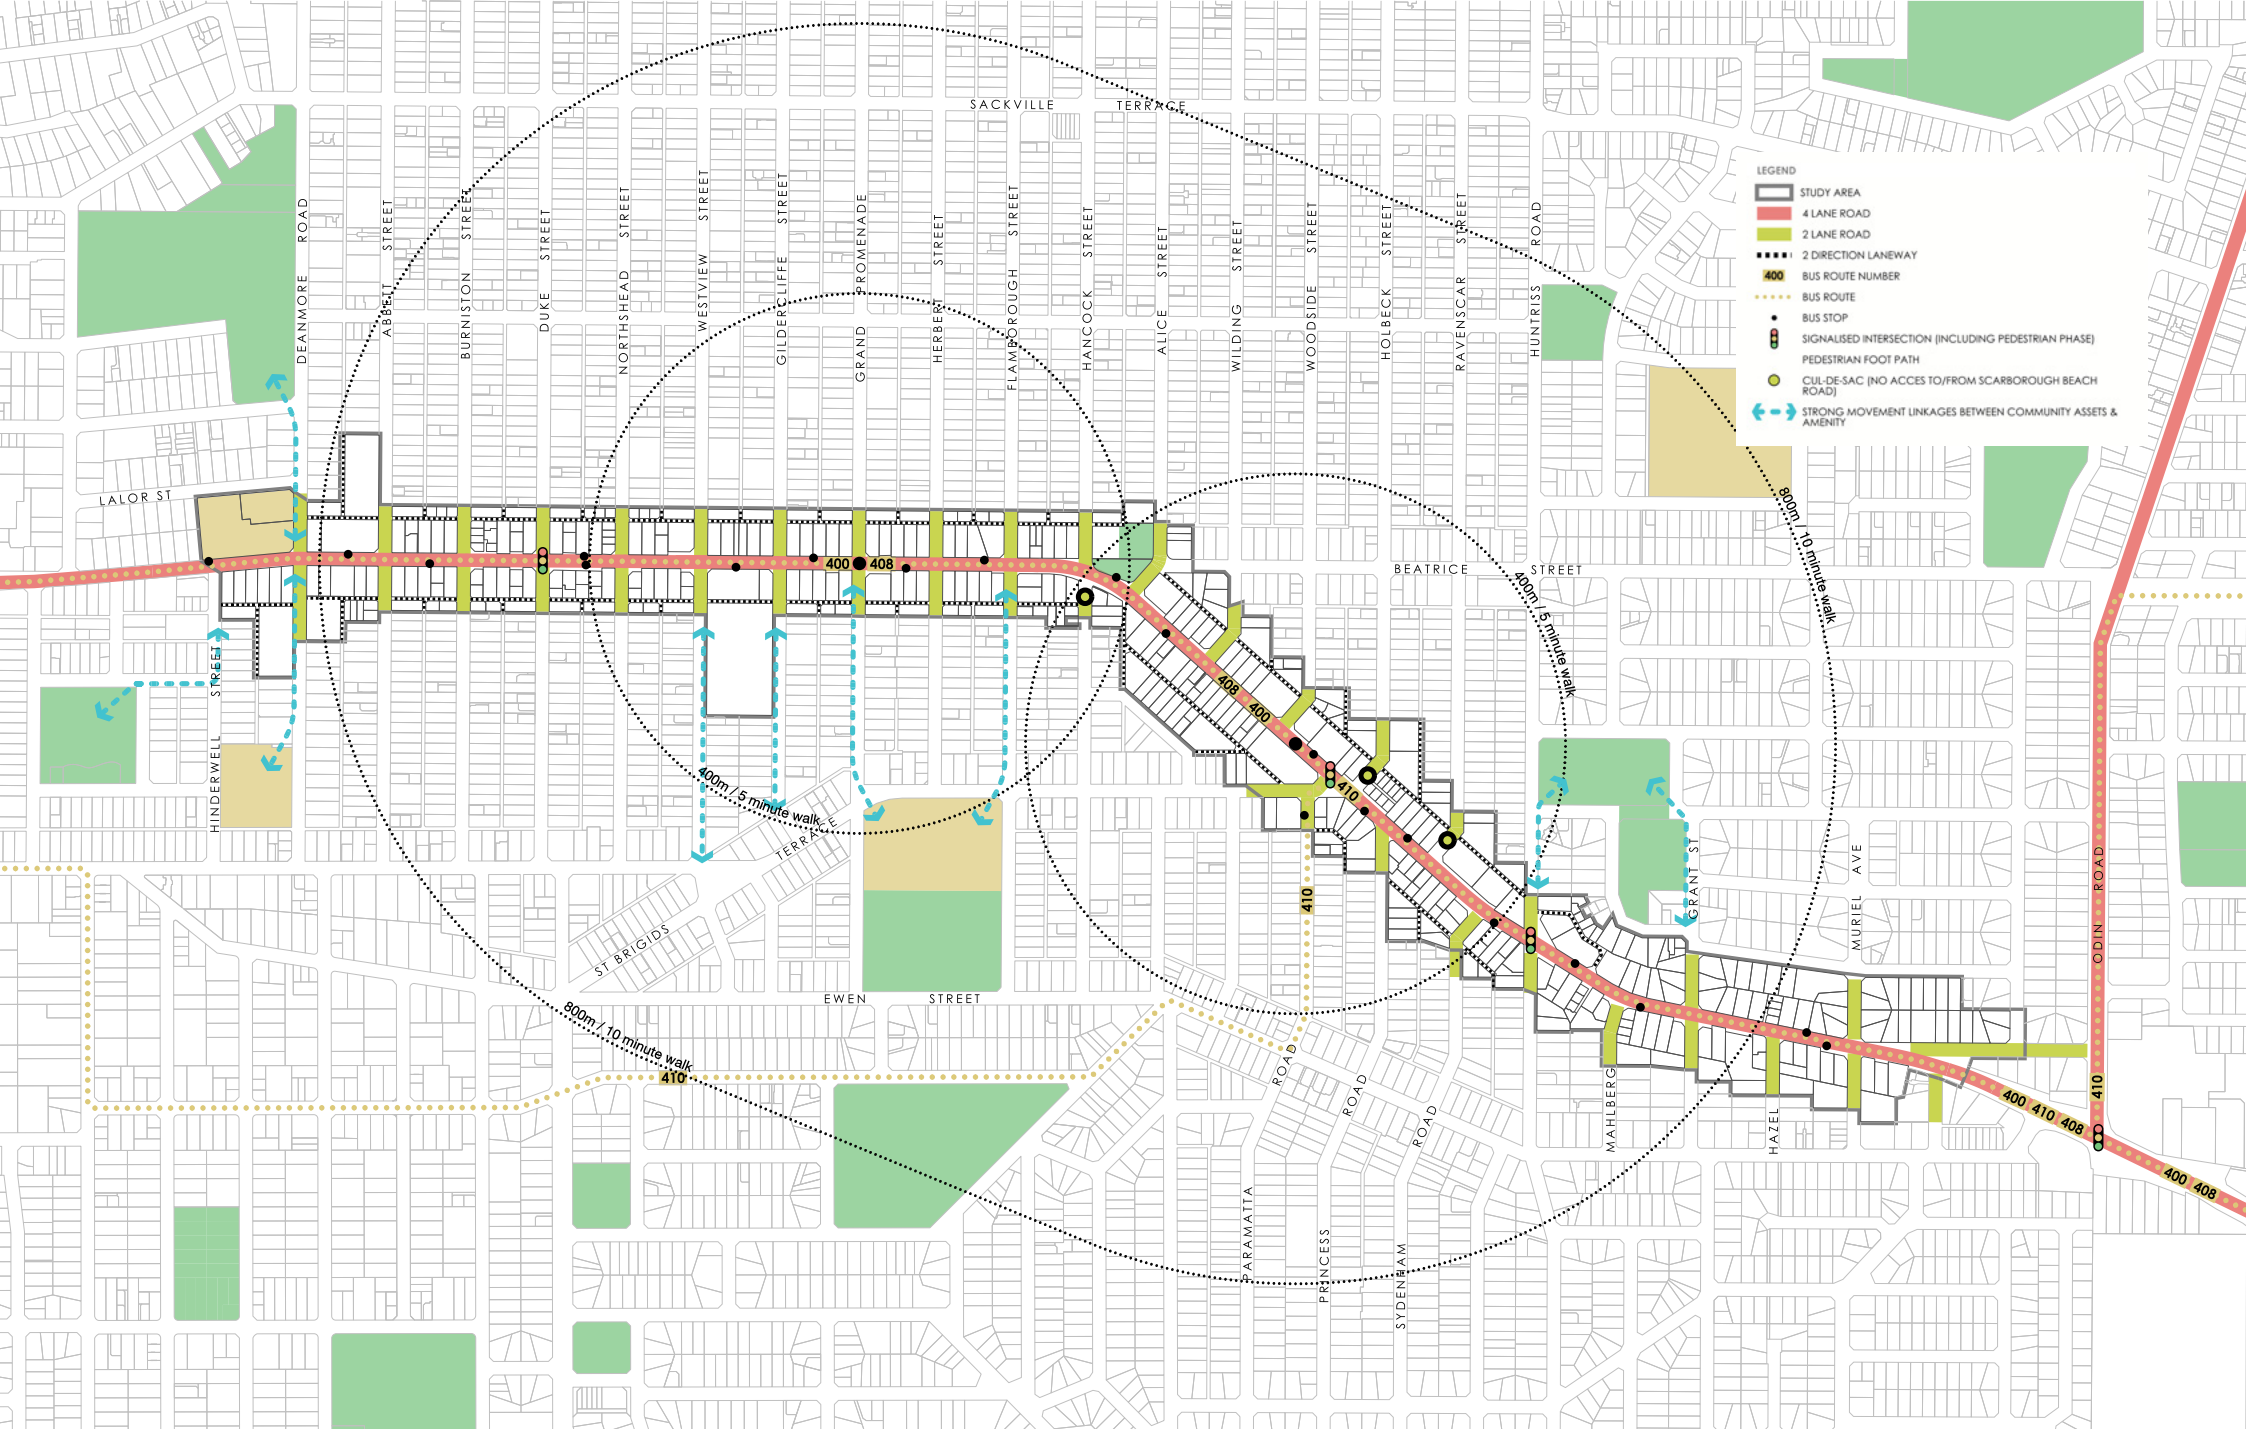 SACKVILLE TERRACE
LEGEND
STUDY AREA
4 LANE ROAD
2 LANE ROAD
2 DIRECTION LANEWAY
400 BUS ROUTE NUMBER
BUS ROUTE
BUS STOP
SIGNALISED INTERSECTION (INCLUDING PEDESTRIAN PHASE)
PEDESTRIAN FOOT PATH
CUL-DE-SAC (NO ACCES TO/FROM SCARBOROUGH BEACH
ROAD)
STRONG MOVEMENT LINKAGES BETWEEN COMMUNITY ASSETS &
AMENITY
DEANMORE ROAD
ABBETT STREET
BURNISTON STREET
DUKE STREET
NORTHSHEAD STREET
WESTVIEW STREET
GILDERCLIFFE STREET
GRAND PROMENADE
HERBERT STREET
FLAMBOROUGH STREET
HANCOCK STREET
ALICE STREET
WILDING STREET
WOODSIDE STREET
HOLBECK STREET
RAVENSCAR STREET
HUNTRISS ROAD
LALOR ST
400 408
BEATRICE STREET
800m / 10 minute walk
400m / 5 minute walk
HINDERWELL STREET
408
400
410
400m / 5 minute walk
TERRACE
ST BRIGIDS
410
GRANT ST
MURIEL AVE
ODINN ROAD
EWEN STREET
800m / 10 minute walk
410
ROAD
ROAD
ROAD
PARAMATTA
PRINCESS
SYDENHAM
MAHLBERG
HAZEL
410
400 410 408
400 408